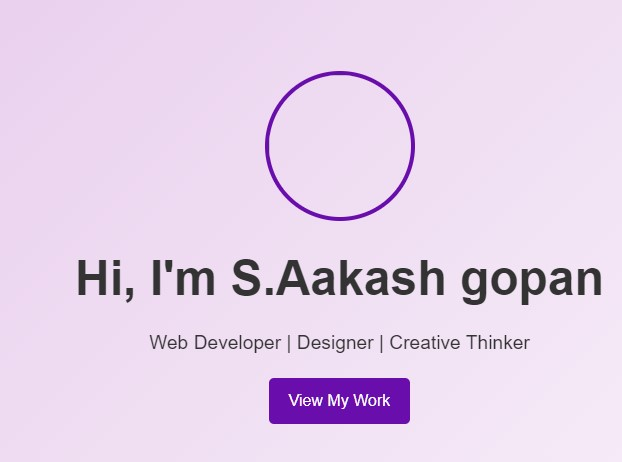 Hi, I'm S.Aakash gopan
Web Developer | Designer | Creative Thinker
View My Work